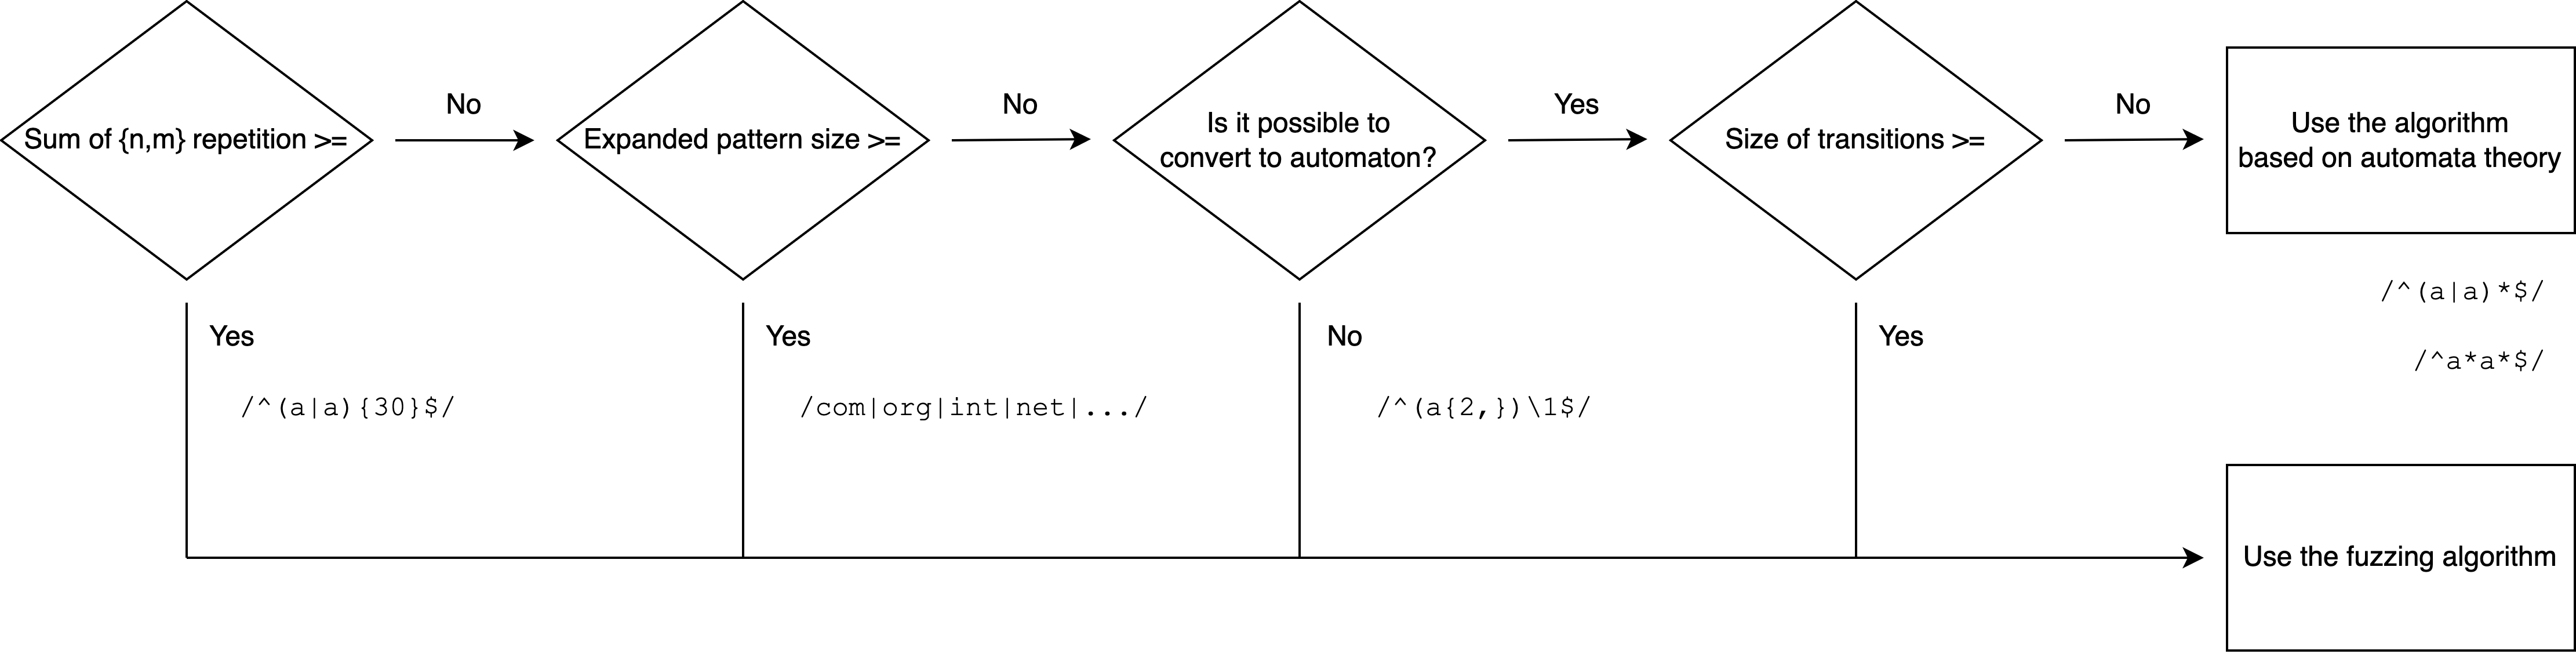 Sum of {n,m} repetition >=
No
Expanded pattern size >=
No
Is it possible to
convert to automaton?
Yes
Size of transitions >=
No
Use the algorithm
based on automata theory
/^(a|a)*$/
/^a*a*$/
Yes
/^(a|a){30}$/
Yes
/com|org|int|net|.../
No
/^(a{2,})\1$/
Yes
Use the fuzzing algorithm